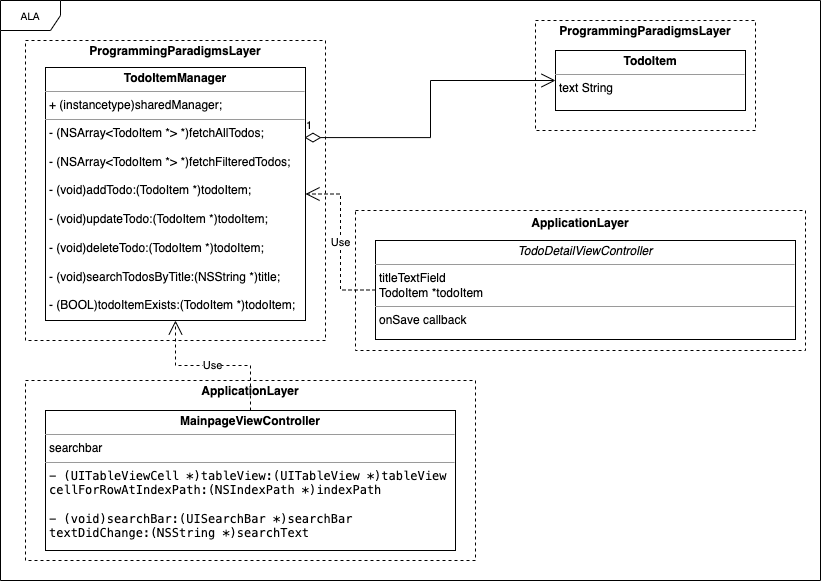 ALA
ProgrammingParadigmsLayer
TodoItemManager
+ (instancetype)sharedManager;
- (NSArray<TodoItem *> *)fetchAllTodos;
- (NSArray<TodoItem *> *)fetchFilteredTodos;
- (void)addTodo:(TodoItem *)todoItem;
- (void)updateTodo:(TodoItem *)todoItem;
- (void)deleteTodo:(TodoItem *)todoItem;
- (void)searchTodosByTitle:(NSString *)title;
- (BOOL)todoItemExists:(TodoItem *)todoItem;
1
ProgrammingParadigmsLayer
TodoItem
text String
Use
ApplicationLayer
TodoDetailViewController
titleTextField
TodoItem *todoItem
onSave callback
Use
ApplicationLayer
MainpageViewController
searchbar
- (UITableViewCell *)tableView:(UITableView *)tableView
cellForRowAtIndexPath:(NSIndexPath *)indexPath
- (void)searchBar:(UISearchBar *)searchBar
textDidChange:(NSString *)searchText